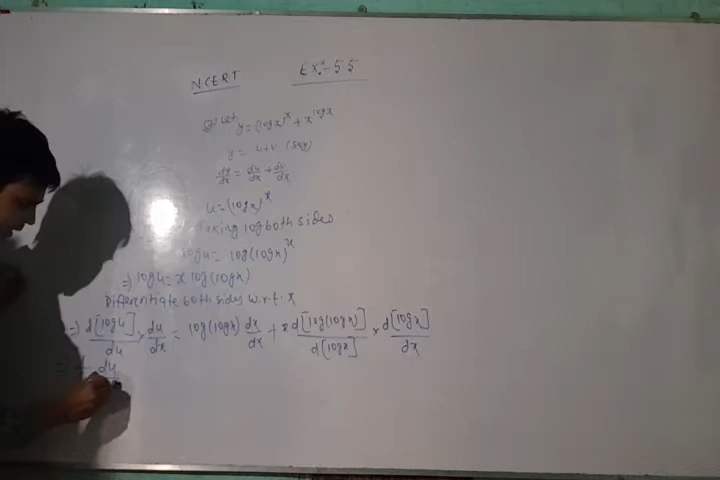 NCERT EX:- 5.5
y = (log x)^x + x^log x
y = u+v (say)
dy/dx = du/dx + dv/dx
u = (log x)^x
Taking log both sides
log u = log(log x)^x
=> log u = x log(log x)
Differentiate both sides w.r.t. x
=> d[log u]/du × du/dx = log(log x) dx/dx + x d[log(log x)]/d[log x] × d[log x]/dx